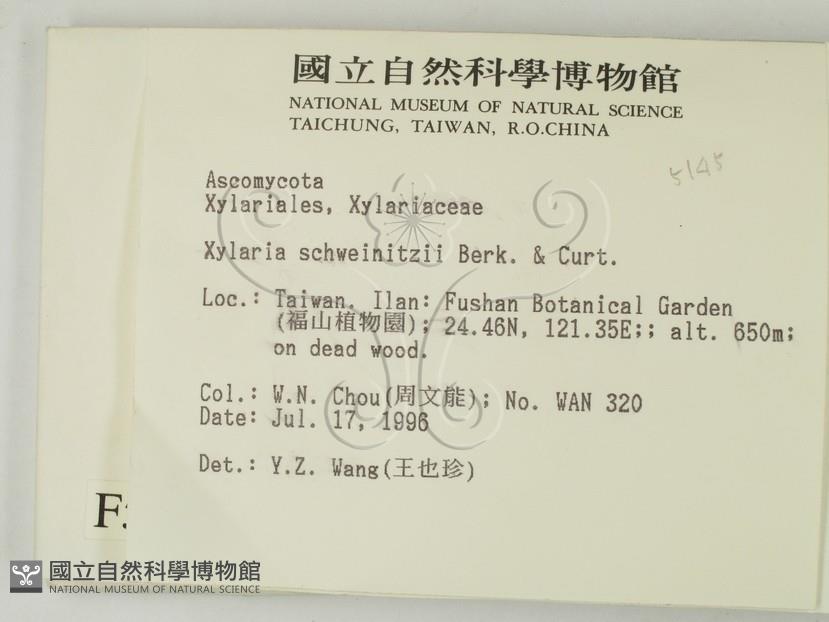 國立自然科學博物館
NATIONAL MUSEUM OF NATURAL SCIENCE
TAICHUNG, TAIWAN, R.O.CHINA
5145
Ascomycota
Xylariales, Xylariaceae
Xylaria schweinitzii Berk. & Curt.
Loc.: Taiwan. Ilan: Fushan Botanical Garden
(福山植物園); 24.46N, 121.35E;; alt. 650m;
on dead wood.
Col.: W.N. Chou(周文能); No. WAN 320
Date: Jul. 17, 1996
Det.: Y.Z. Wang(王也珍)
國立自然科學博物館
NATIONAL MUSEUM OF NATURAL SCIENCE